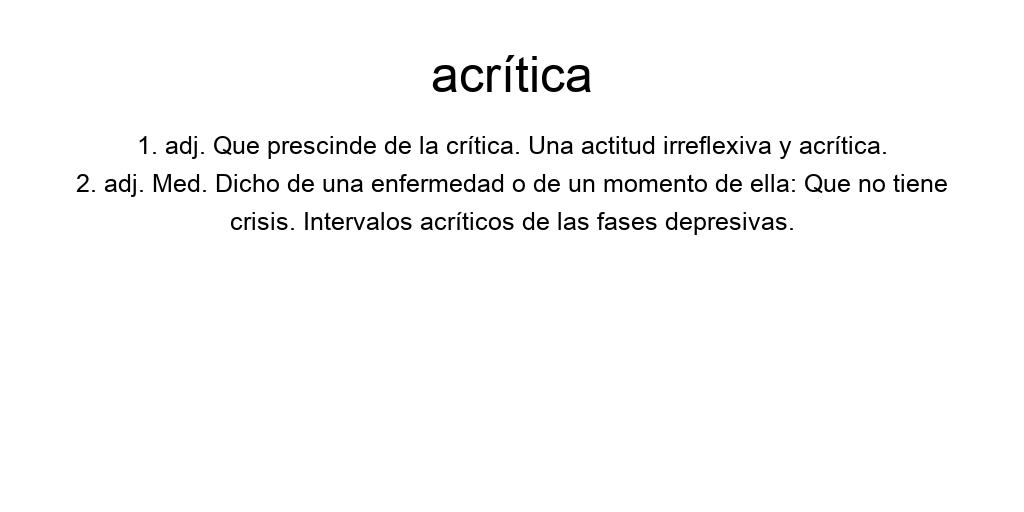 acrítica
1. adj. Que prescinde de la crítica. Una actitud irreflexiva y acrítica.
2. adj. Med. Dicho de una enfermedad o de un momento de ella: Que no tiene
crisis. Intervalos acríticos de las fases depresivas.